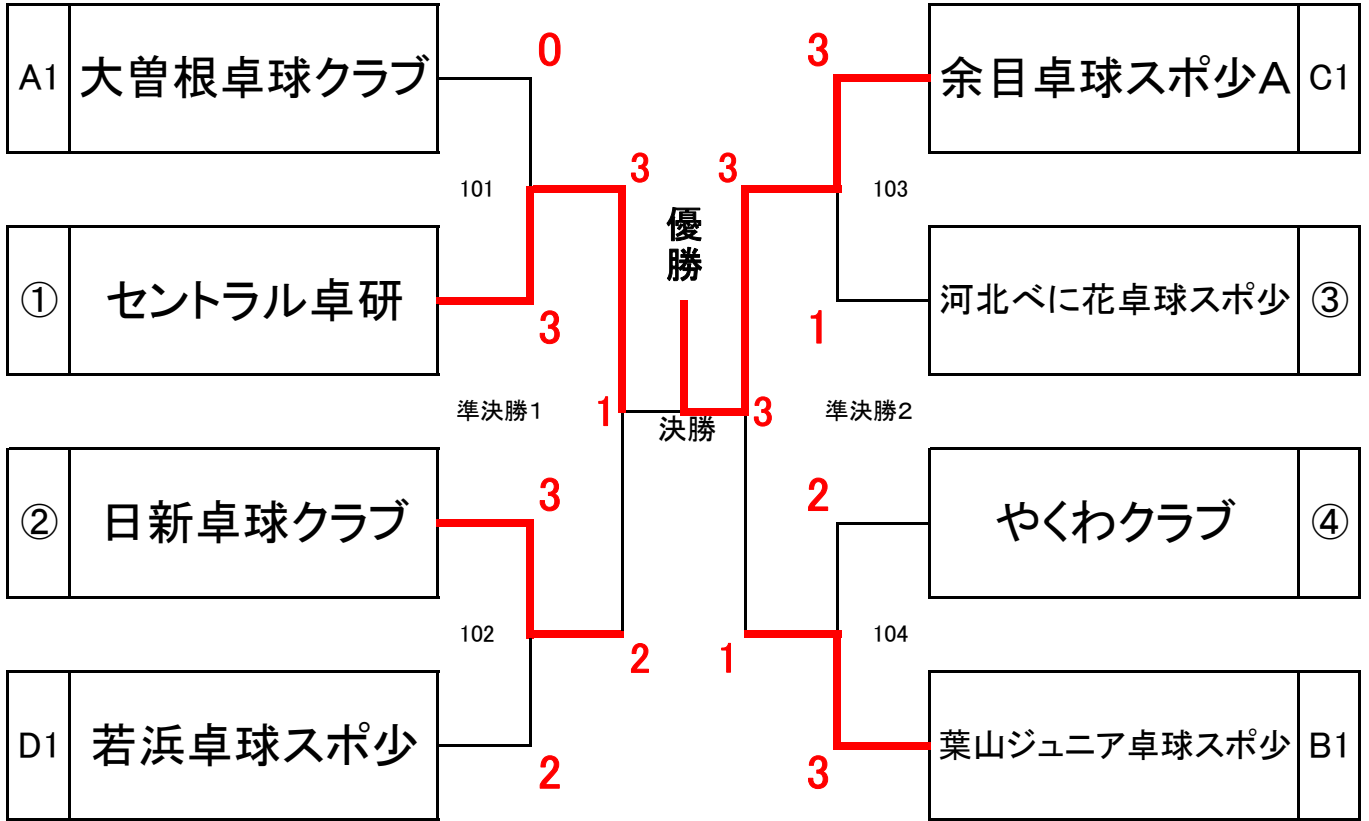 A1 大曽根卓球クラブ 0 3 余目卓球スポ少A C1
101 3 3 103
優勝
① セントラル卓研 3 1 河北べに花卓球スポ少 ③
準決勝1 1 決勝 3 準決勝2
② 日新卓球クラブ 3 2 やくわクラブ ④
102 2 1 104
D1 若浜卓球スポ少 2 3 葉山ジュニア卓球スポ少 B1